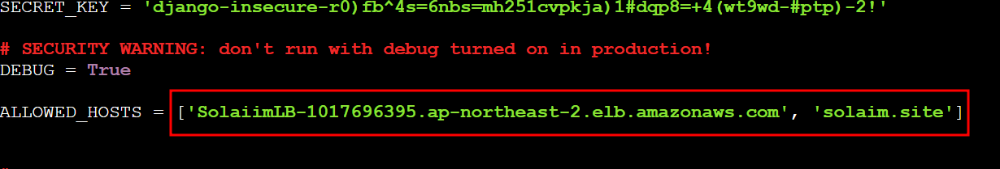 SECRET_KEY = 'django-insecure-r0)fb^4s=6nbs=mh251cvpkja)1#dqp8=+4(wt9wd-#ptp)-2!'
# SECURITY WARNING: don't run with debug turned on in production!
DEBUG = True
ALLOWED_HOSTS = ['SolaiimLB-1017696395.ap-northeast-2.elb.amazonaws.com', 'solaim.site']